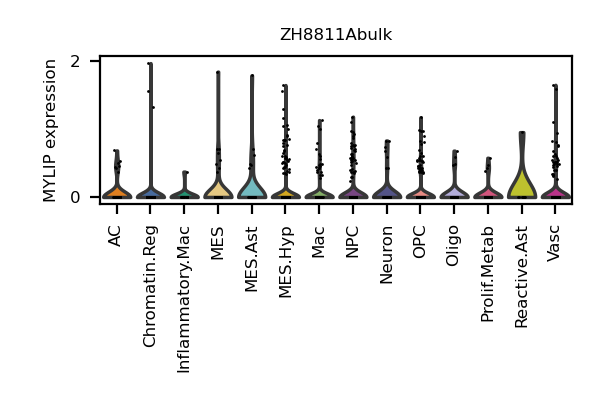 ZH8811Abulk
MYLIP expression
2
0
AC
Chromatin.Reg
Inflammatory.Mac
MES
MES.Ast
MES.Hyp
Mac
NPC
Neuron
OPC
Oligo
Prolif.Metab
Reactive.Ast
Vasc